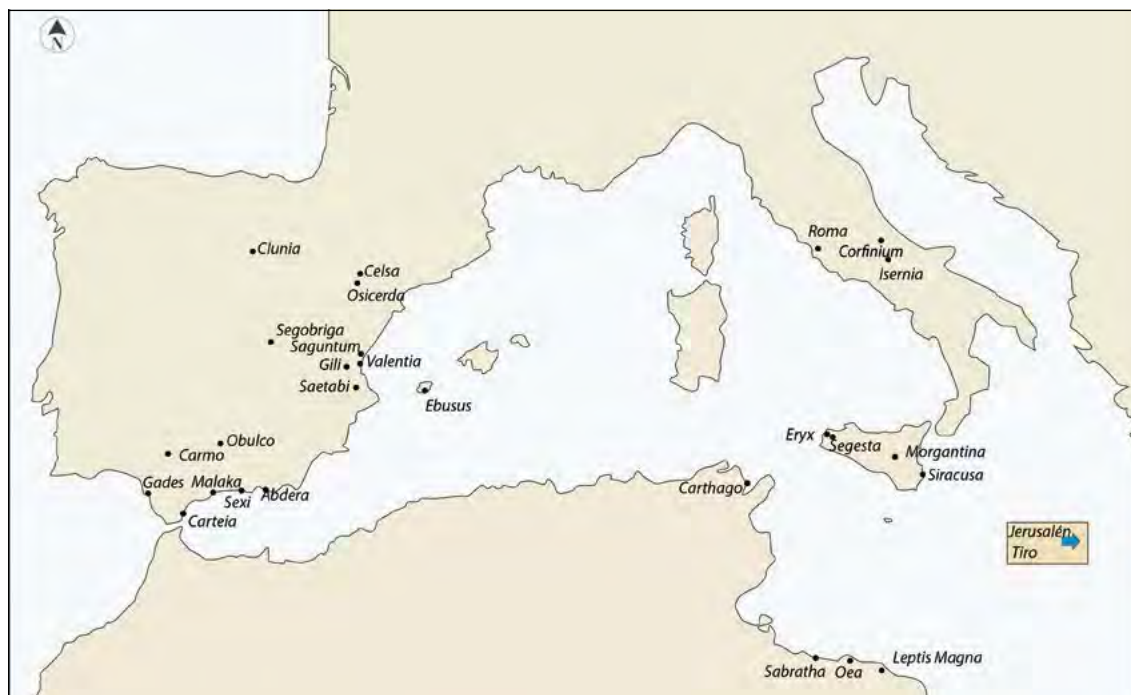 N
Clunia
Roma
Corfinium
Isernia
Celsa
Osicerda
Segobriga
Saguntum
Gili
Valentia
Saetabi
Ebusus
Obulco
Carmo
Eryx
Segesta
Morgantina
Siracusa
Gades
Malaka
Sexi
Abdera
Carteia
Carthago
Jerusalén
Tiro
Sabratha
Oea
Leptis Magna